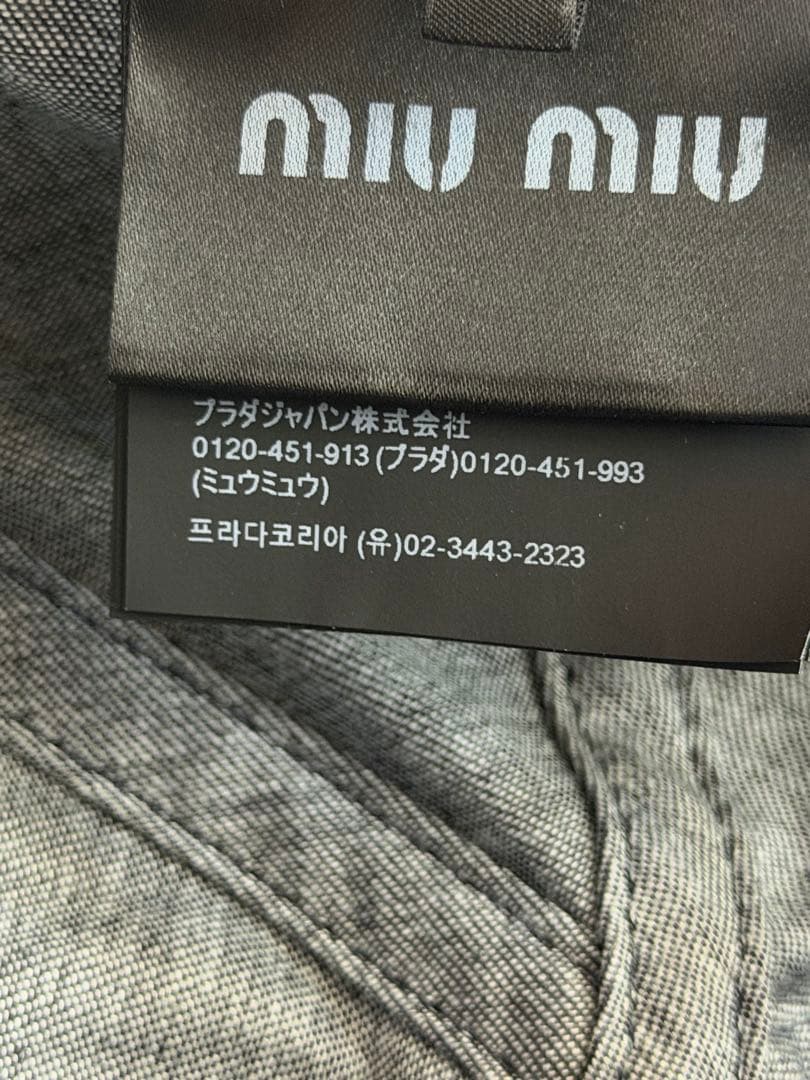 miu miu
プラダジャパン株式会社
0120-451-913 (プラダ)0120-451-993
(ミュウミュウ)
프라다코리아 (유)02-3443-2323